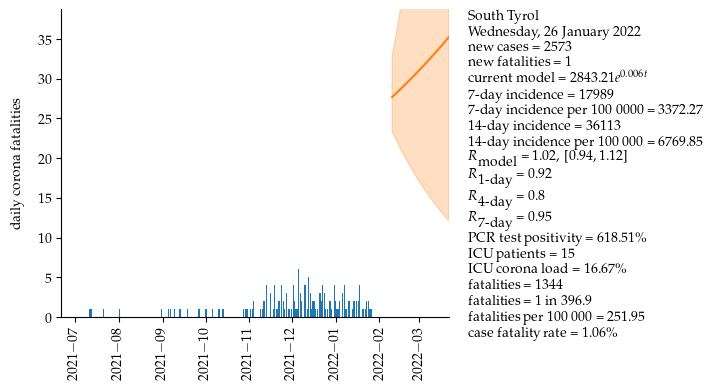 South Tyrol
Wednesday, 26 January 2022
new cases = 2573
new fatalities = 1
current model = 2843.21e^0.006t
7-day incidence = 17989
7-day incidence per 100 0000 = 3372.27
14-day incidence = 36113
14-day incidence per 100 000 = 6769.85
R_model = 1.02, [0.94, 1.12]
R_1-day = 0.92
R_4-day = 0.8
R_7-day = 0.95
PCR test positivity = 618.51%
ICU patients = 15
ICU corona load = 16.67%
fatalities = 1344
fatalities = 1 in 396.9
fatalities per 100 000 = 251.95
case fatality rate = 1.06%
daily corona fatalities
35
30
25
20
15
10
5
0
2021−07
2021−08
2021−09
2021−10
2021−11
2021−12
2022−01
2022−02
2022−03